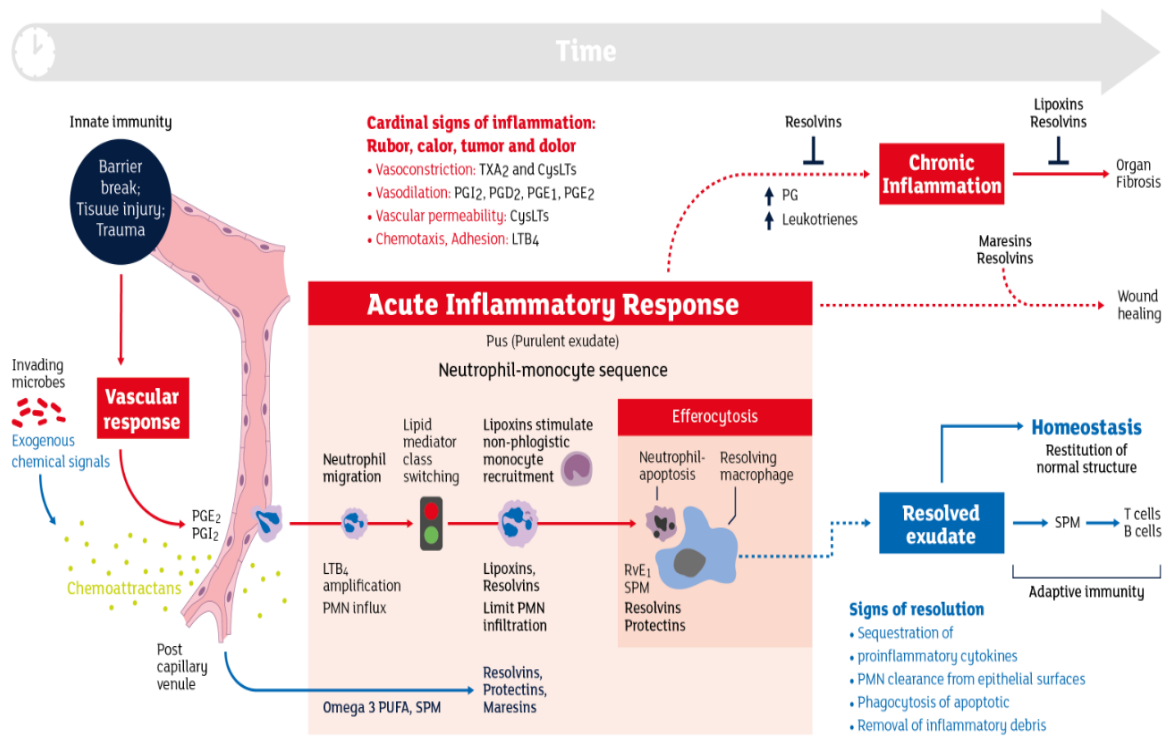 Time
Innate immunity
Barrier
break;
Tisuue injury;
Trauma
Cardinal signs of inflammation:
Rubor, calor, tumor and dolor
• Vasoconstriction: TXA2 and CysLTs
• Vasodilation: PGI2, PGD2, PGE1, PGE2
• Vascular permeability: CysLTs
• Chemotaxis, Adhesion: LTB4
Resolvins
PG
Leukotrienes
Chronic
Inflammation
Lipoxins
Resolvins
Organ
Fibrosis
Maresins
Resolvins
Wound
healing
Invading
microbes
Exogenous
chemical signals
Vascular
response
PGE2
PGI2
Chemoattractans
Post
capillary
venule
Acute Inflammatory Response
Pus (Purulent exudate)
Neutrophil-monocyte sequence
Neutrophil
migration
Lipid
mediator
class
switching
Lipoxins stimulate
non-phlogistic
monocyte
recruitment
LTB4
amplification
PMN influx
Lipoxins,
Resolvins
Limit PMN
infiltration
Efferocytosis
Neutrophil-
apoptosis
Resolving
macrophage
RvE1
SPM
Resolvins
Protectins
Omega 3 PUFA, SPM
Resolvins,
Protectins,
Maresins
Homeostasis
Restitution of
normal structure
Resolved
exudate
SPM
T cells
B cells
Adaptive immunity
Signs of resolution
• Sequestration of
• proinflammatory cytokines
• PMN clearance from epithelial surfaces
• Phagocytosis of apoptotic
• Removal of inflammatory debris